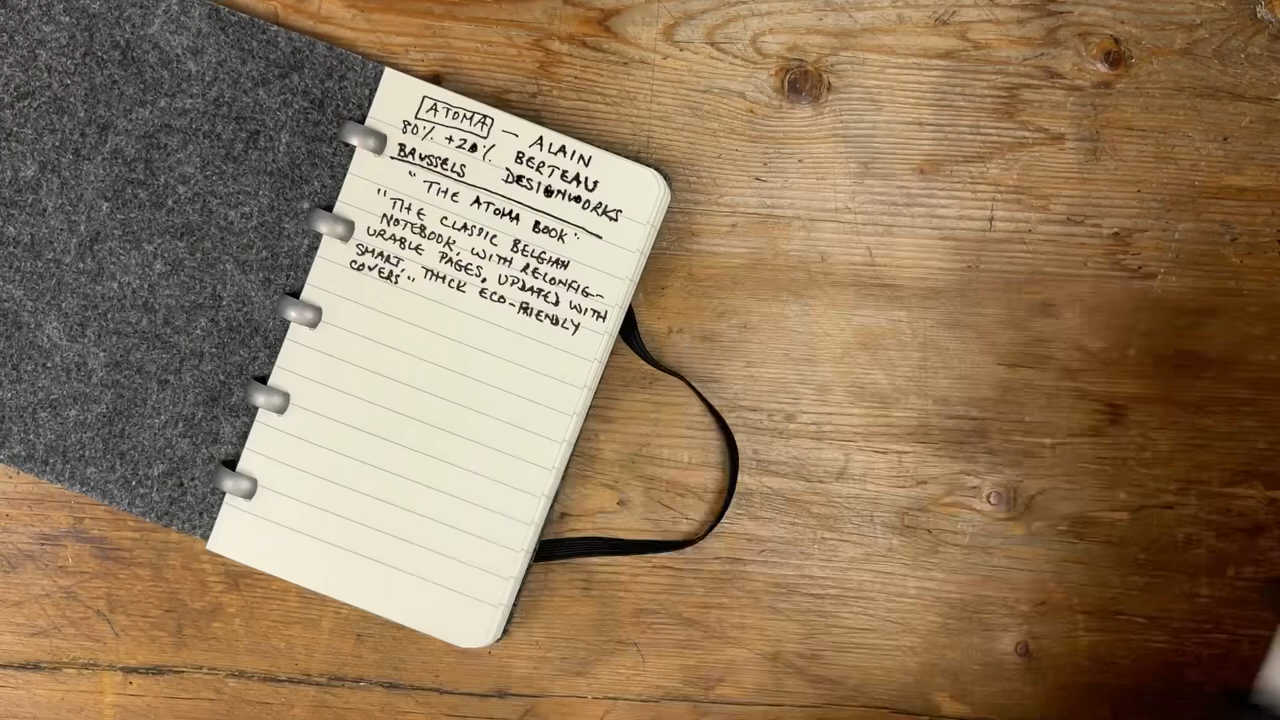 ATOMA — ALAIN
80% + 20% BERTEAU
BRUSSELS DESIGNWORKS
"THE ATOMA BOOK"
"THE CLASSIC BELGIAN
NOTEBOOK, WITH RECONFIG-
URABLE PAGES, UPDATED WITH
SMART, THICK ECO-FRIENDLY
COVERS"